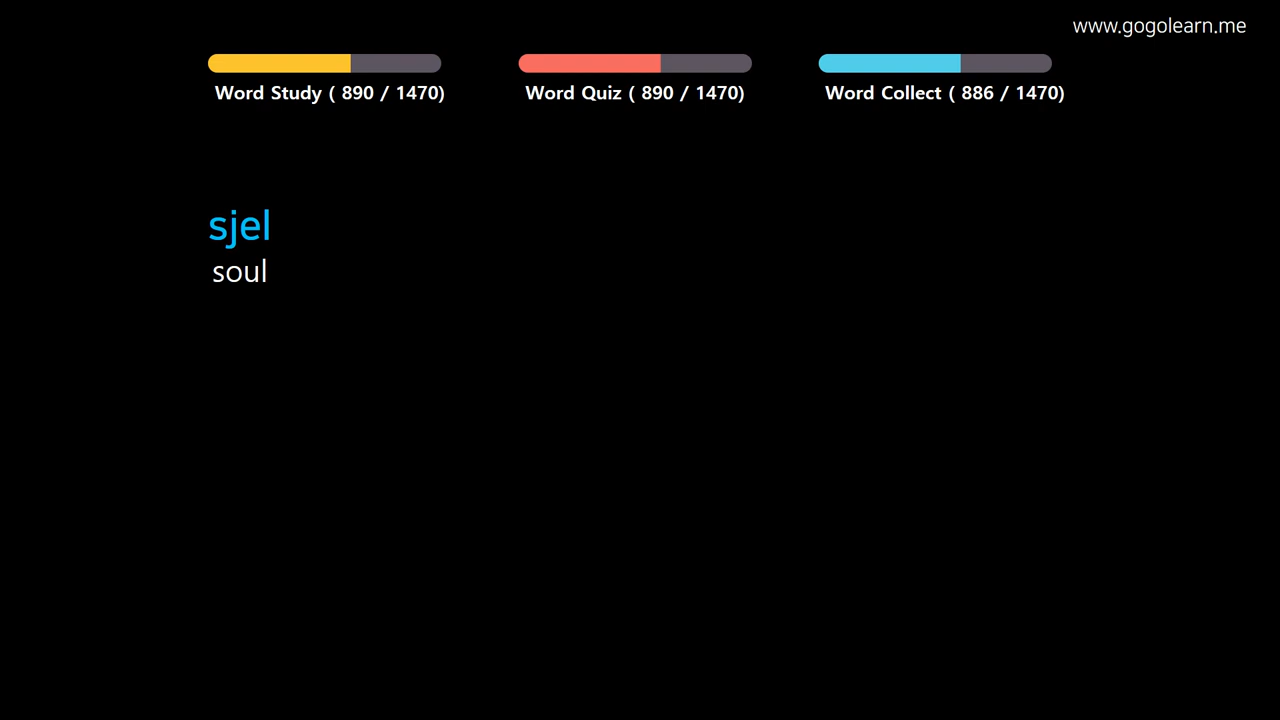 www.gogolearn.me
Word Study ( 890 / 1470)
Word Quiz ( 890 / 1470)
Word Collect ( 886 / 1470)
sjel
soul